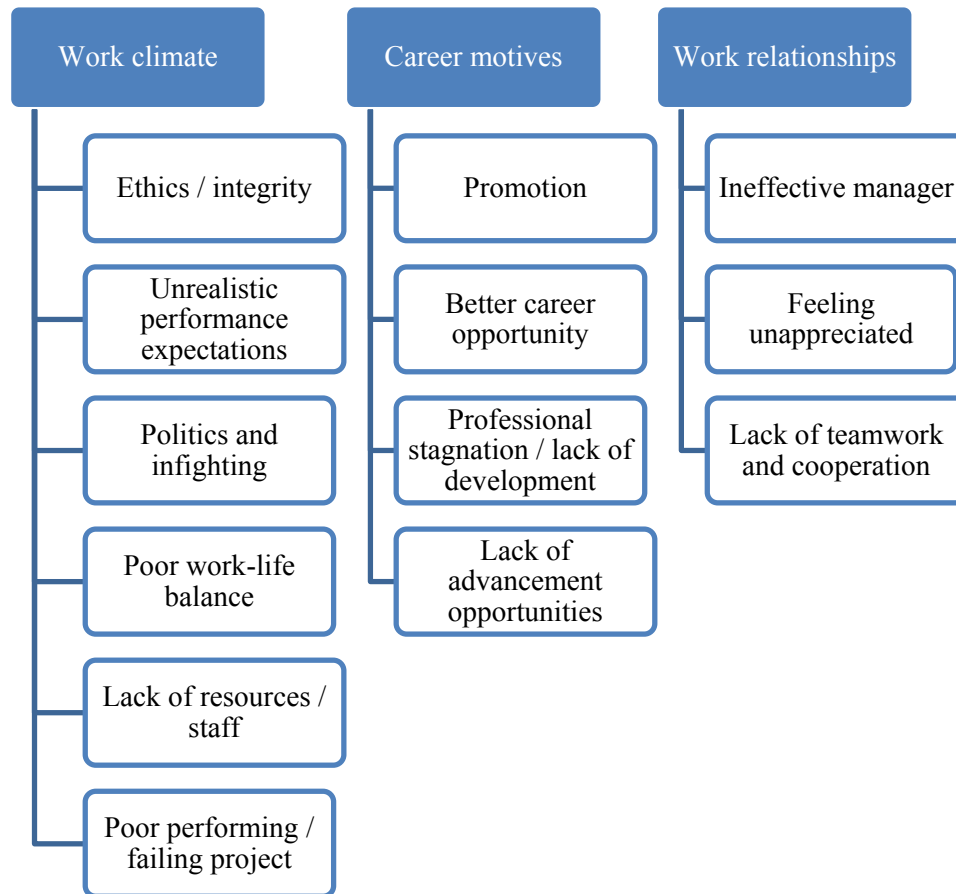 Work climate
Ethics / integrity
Unrealistic
performance
expectations
Politics and
infighting
Poor work-life
balance
Lack of resources /
staff
Poor performing /
failing project
Career motives
Promotion
Better career
opportunity
Professional
stagnation / lack of
development
Lack of
advancement
opportunities
Work relationships
Ineffective manager
Feeling
unappreciated
Lack of teamwork
and cooperation